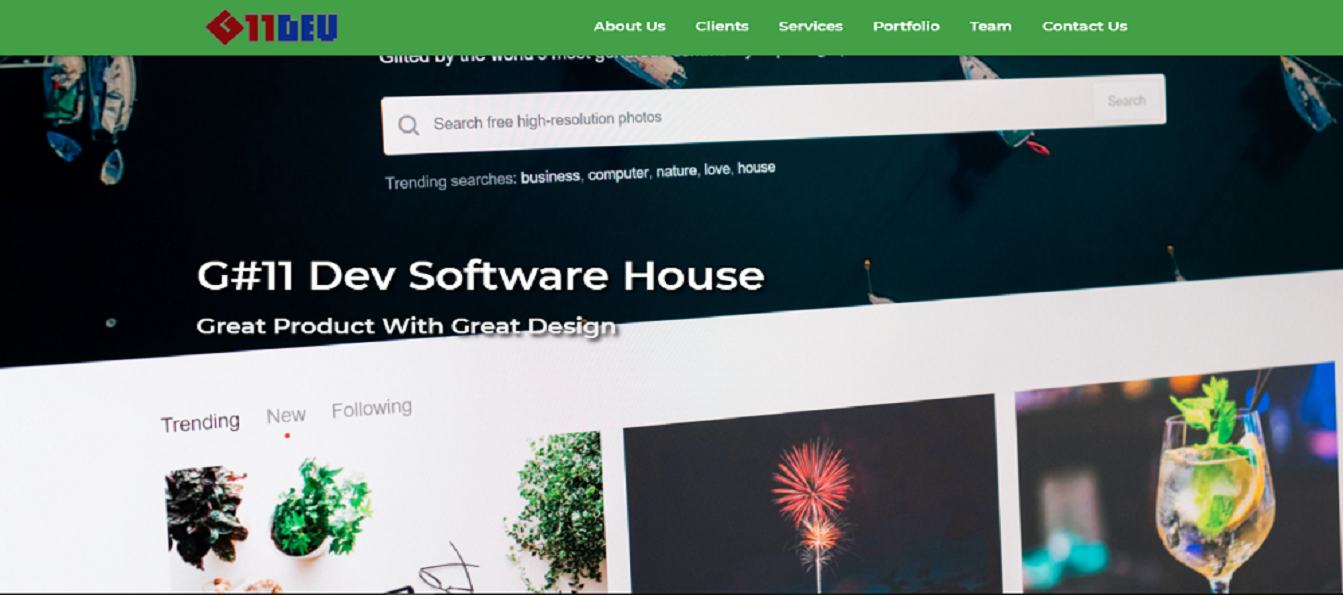 G11DEV
About Us Clients Services Portfolio Team Contact Us
Gifted by the world's most
Search free high-resolution photos Search
Trending searches: business, computer, nature, love, house
G#11 Dev Software House
Great Product With Great Design
Trending New Following